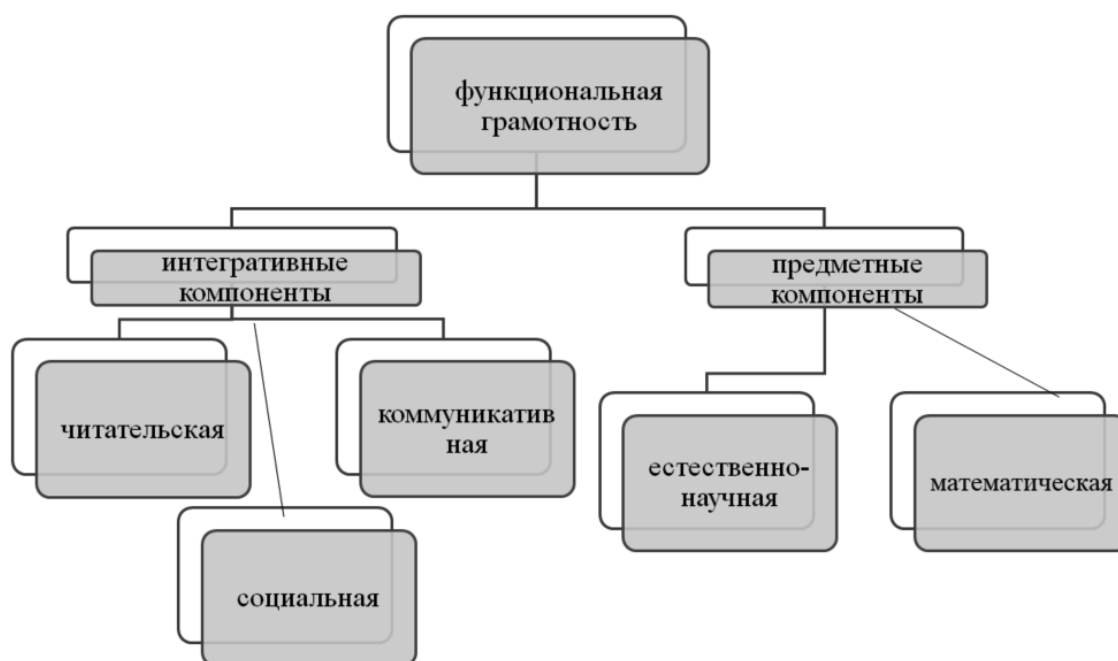 функциональная
грамотность
интегративные
компоненты
предметные
компоненты
читательская
коммуникатив
ная
социальная
естественно-
научная
математическая